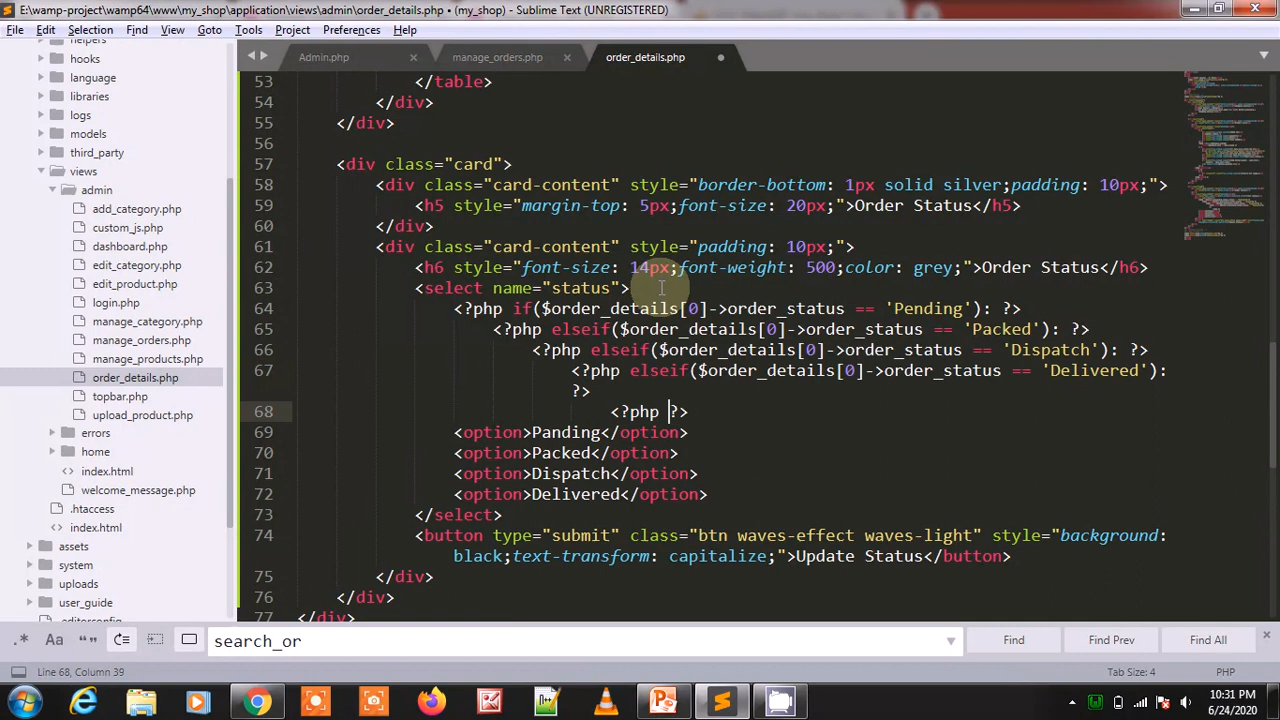 E:\wamp-project\wamp64\www\my_shop\application\views\admin\order_details.php • (my_shop) - Sublime Text (UNREGISTERED)
File Edit Selection Find View Goto Tools Project Preferences Help
helpers
hooks
language
libraries
logs
models
third_party
views
admin
add_category.php
custom_js.php
dashboard.php
edit_category.php
edit_product.php
login.php
manage_category.php
manage_orders.php
manage_products.php
order_details.php
topbar.php
upload_product.php
errors
home
index.html
welcome_message.php
.htaccess
index.html
assets
system
uploads
user_guide
.editorconfig
Admin.php manage_orders.php order_details.php
53 </table>
54 </div>
55 </div>
56
57 <div class="card">
58 <div class="card-content" style="border-bottom: 1px solid silver;padding: 10px;">
59 <h5 style="margin-top: 5px;font-size: 20px;">Order Status</h5>
60 </div>
61 <div class="card-content" style="padding: 10px;">
62 <h6 style="font-size: 14px;font-weight: 500;color: grey;">Order Status</h6>
63 <select name="status">
64 <?php if($order_details[0]->order_status == 'Pending'): ?>
65 <?php elseif($order_details[0]->order_status == 'Packed'): ?>
66 <?php elseif($order_details[0]->order_status == 'Dispatch'): ?>
67 <?php elseif($order_details[0]->order_status == 'Delivered'):
?>
68 <?php ?>
69 <option>Panding</option>
70 <option>Packed</option>
71 <option>Dispatch</option>
72 <option>Delivered</option>
73 </select>
74 <button type="submit" class="btn waves-effect waves-light" style="background:
black;text-transform: capitalize;">Update Status</button>
75 </div>
76 </div>
77 </div>
.* Aa “” search_or Find Find Prev Find All
Line 68, Column 39 Tab Size: 4 PHP
10:31 PM
6/24/2020